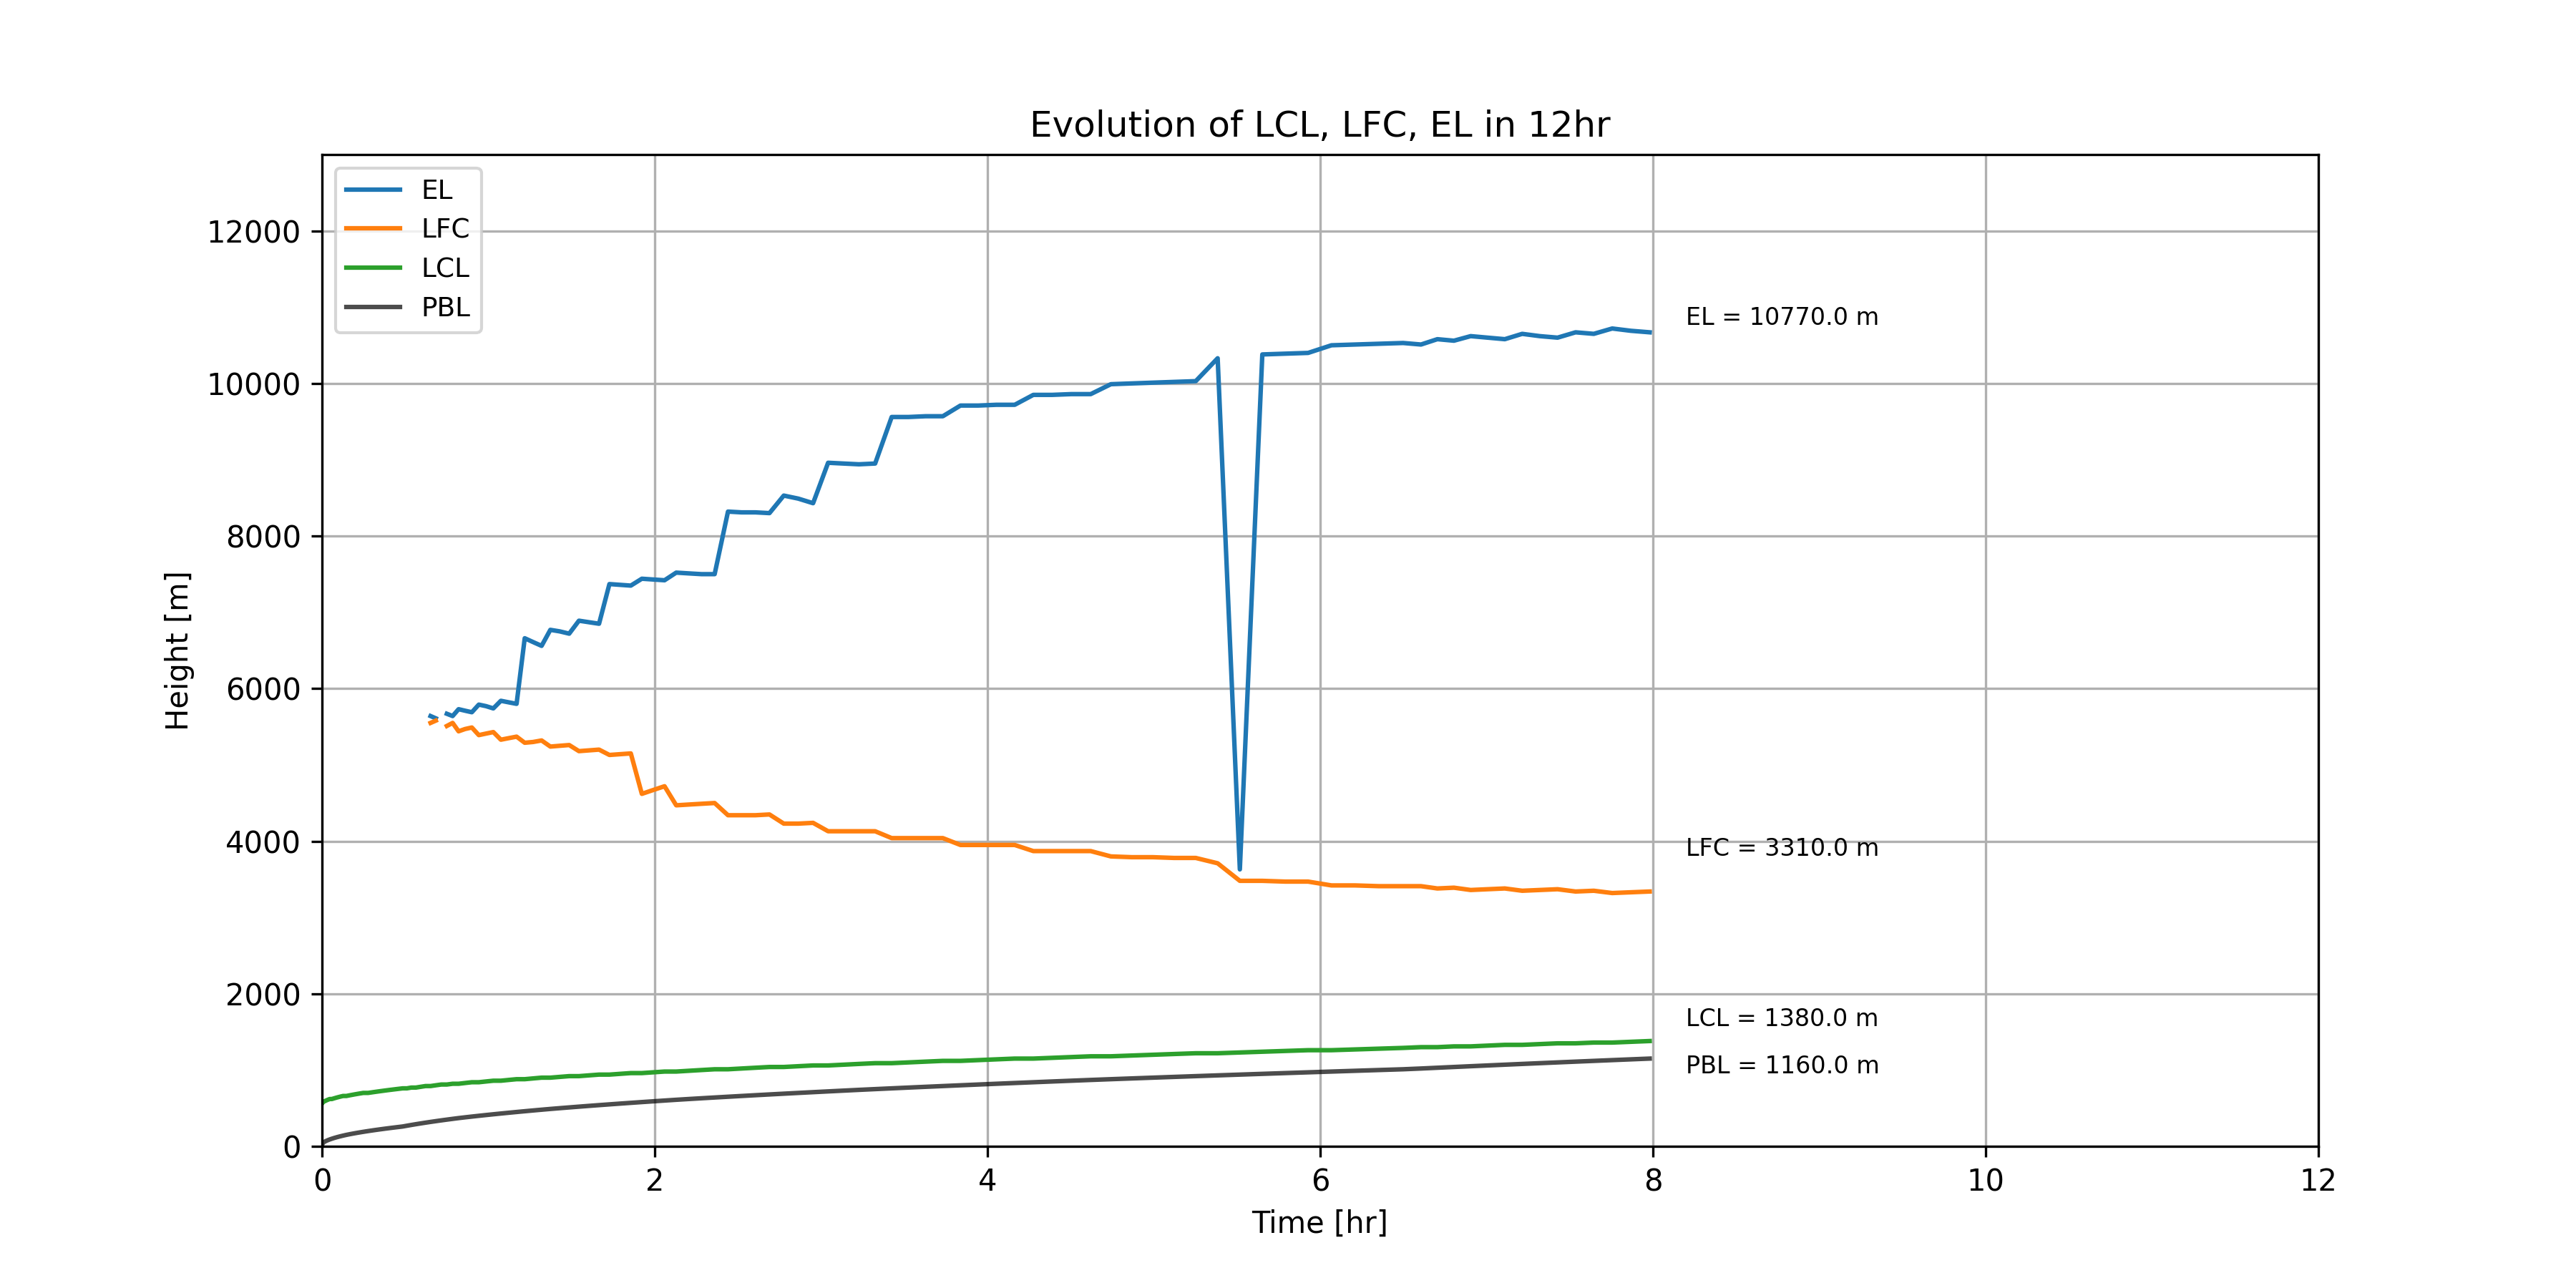 Evolution of LCL, LFC, EL in 12hr
EL
LFC
LCL
PBL
12000
10000
8000
6000
4000
2000
0
Height [m]
EL = 10770.0 m
LFC = 3310.0 m
LCL = 1380.0 m
PBL = 1160.0 m
0 2 4 6 8 10 12
Time [hr]